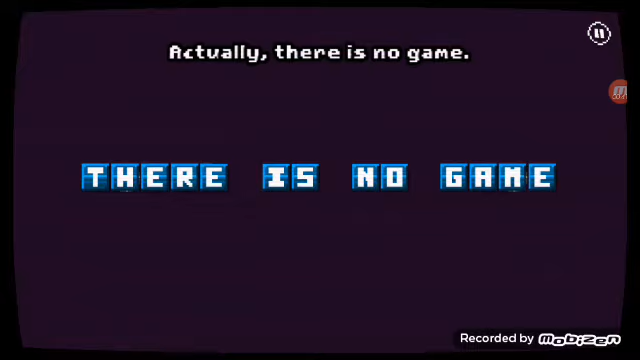 Actually, there is no game.
THERE IS NO GAME
Recorded by Mobizen